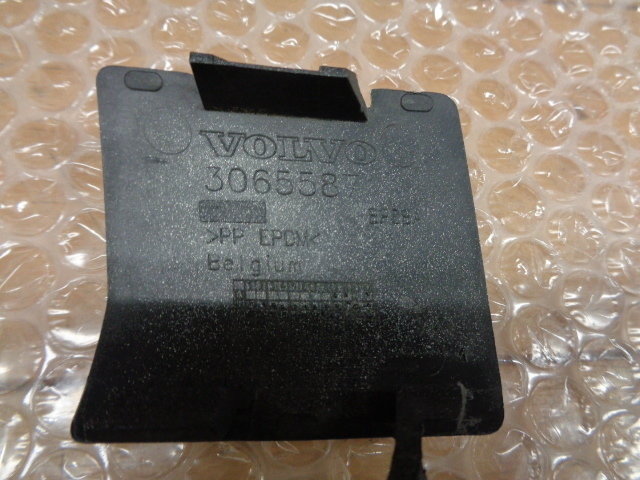 VOLVO
3065587
>PP EPDM<
Belgium